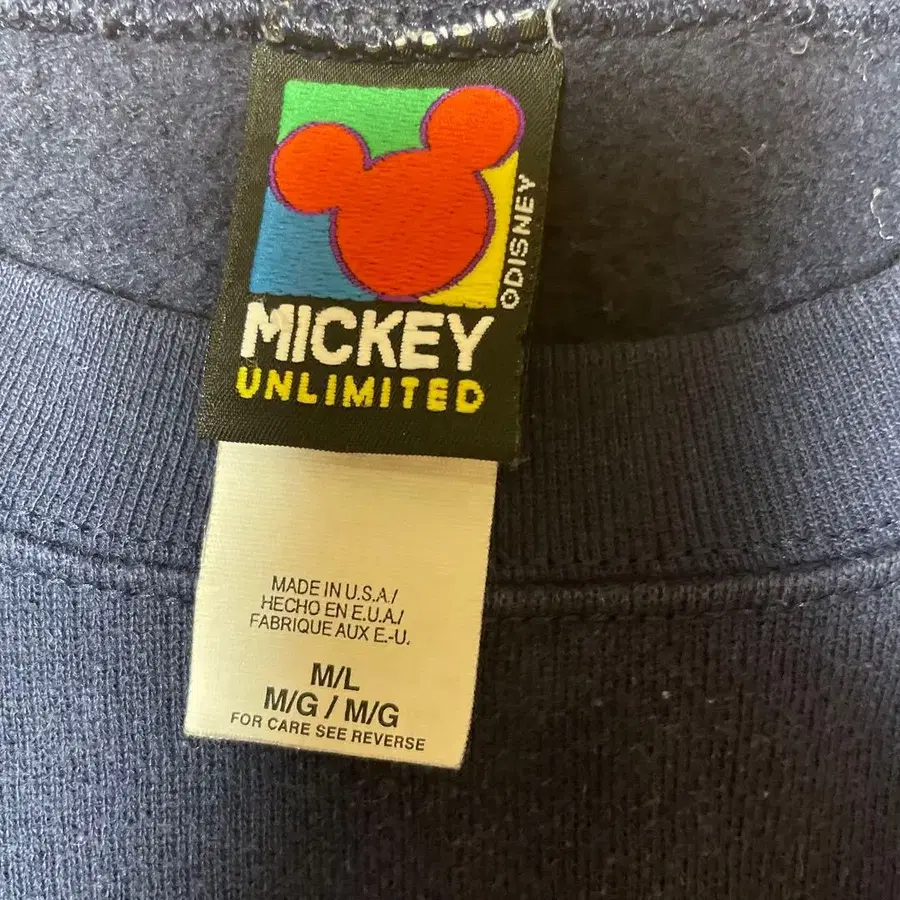 ©DISNEY
MICKEY
UNLIMITED
MADE IN U.S.A./
HECHO EN E.U.A./
FABRIQUE AUX E.-U.
M/L
M/G / M/G
FOR CARE SEE REVERSE